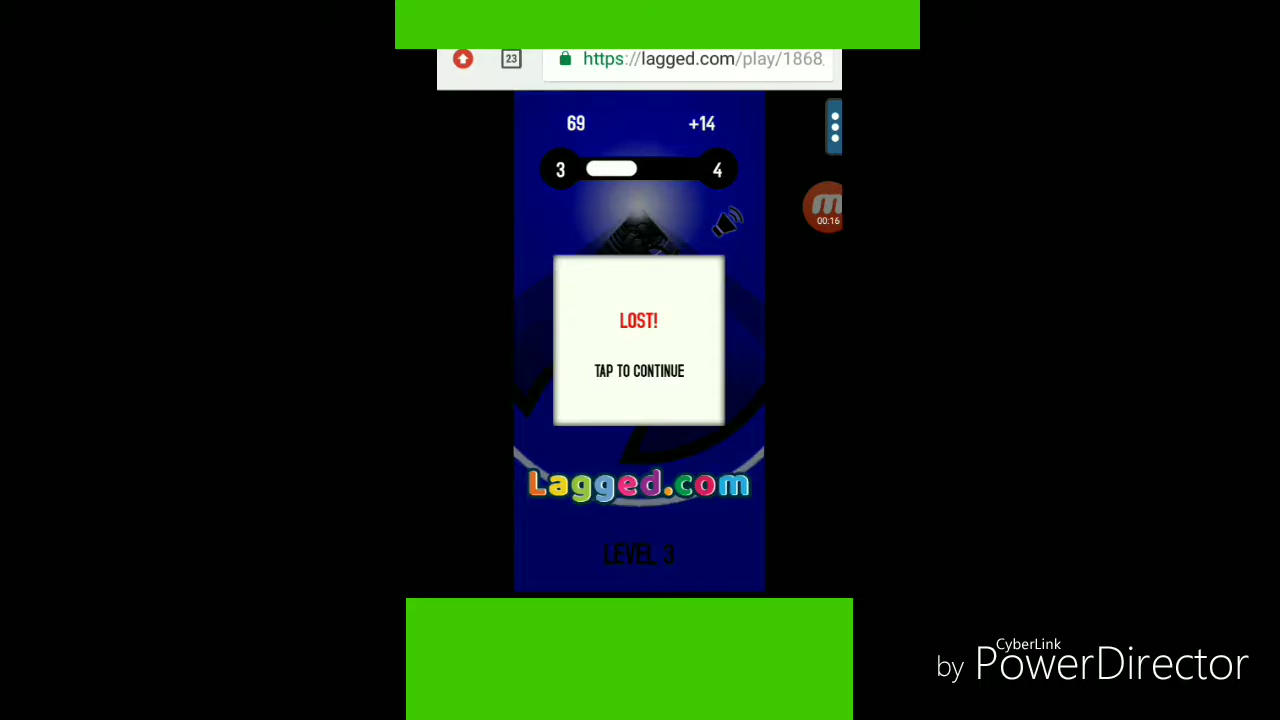 23
https://lagged.com/play/1868
69 +14
3 4
00:16
LOST!
TAP TO CONTINUE
Lagged.com
LEVEL 3
CyberLink
by PowerDirector